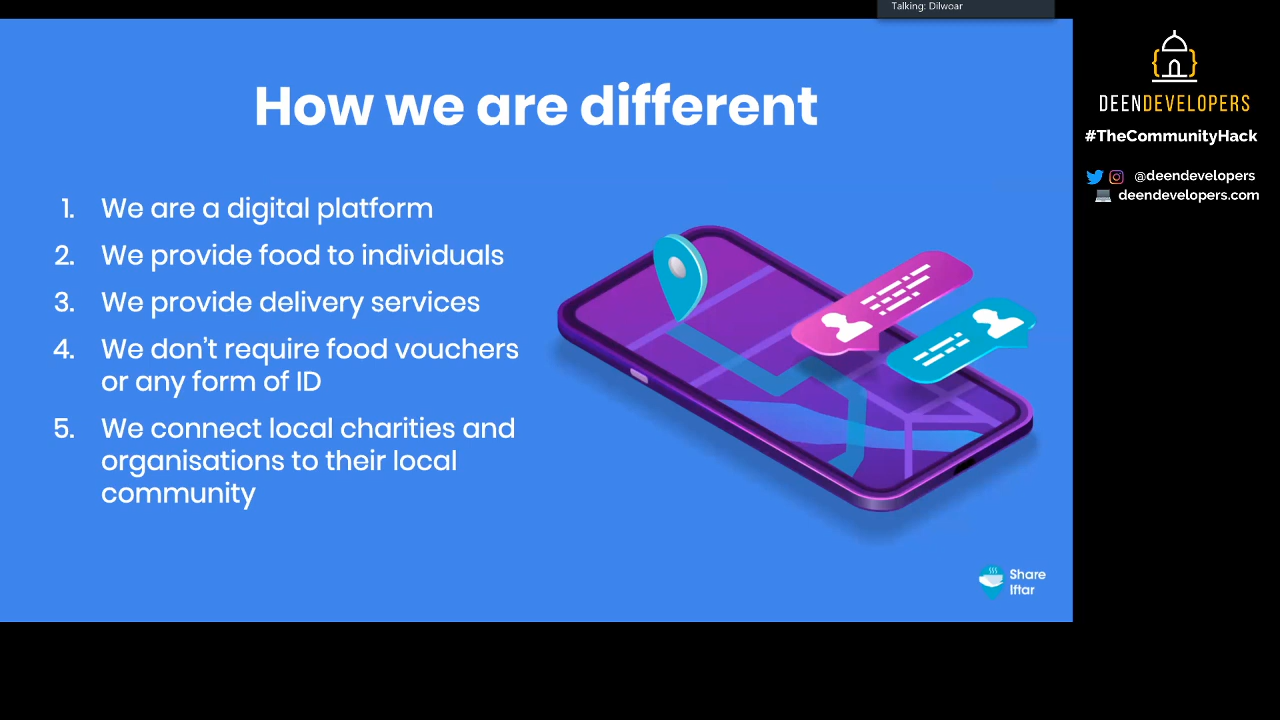 Talking: Dilwoar
How we are different
1. We are a digital platform
2. We provide food to individuals
3. We provide delivery services
4. We don't require food vouchers
or any form of ID
5. We connect local charities and
organisations to their local
community
Share
Iftar
DEENDEVELOPERS
#TheCommunityHack
@deendevelopers
deendevelopers.com